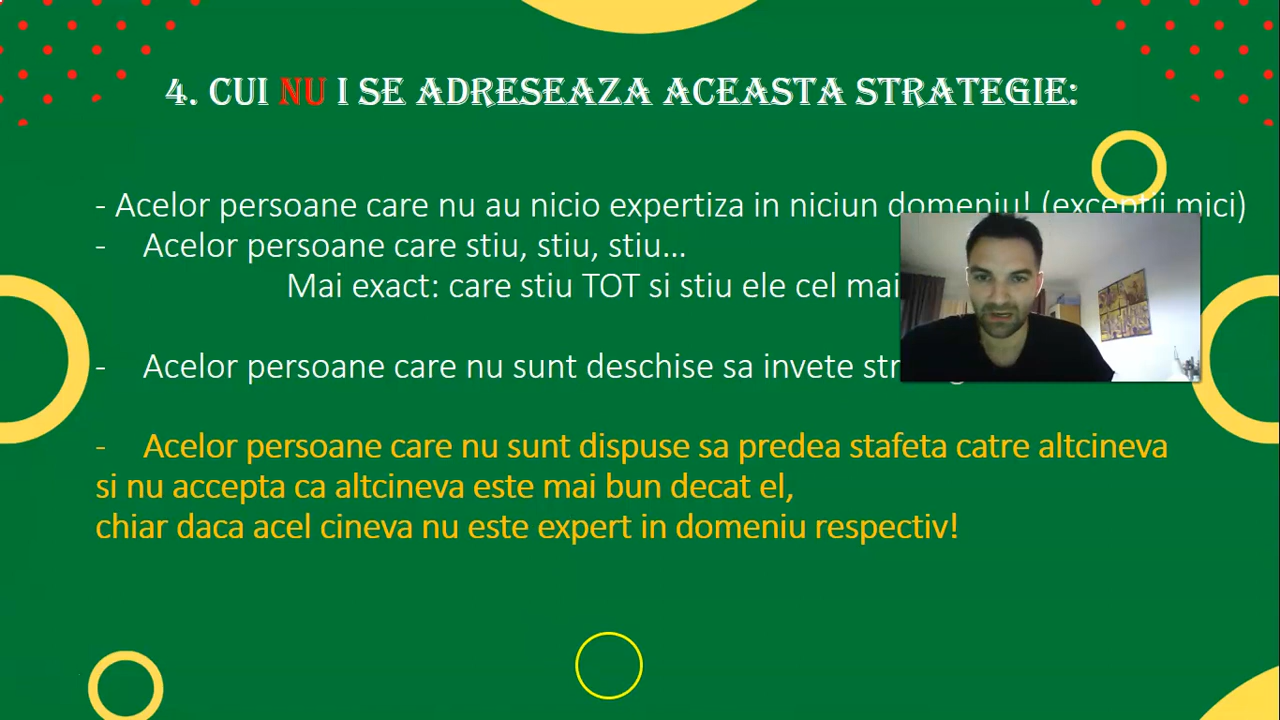 4. CUI NU I SE ADRESEAZA ACEASTA STRATEGIE:
- Acelor persoane care nu au nicio expertiza in niciun domeniu! (exceptii mici)
- Acelor persoane care stiu, stiu, stiu...
Mai exact: care stiu TOT si stiu ele cel mai
- Acelor persoane care nu sunt deschise sa invete
- Acelor persoane care nu sunt dispuse sa predea stafeta catre altcineva
si nu accepta ca altcineva este mai bun decat el,
chiar daca acel cineva nu este expert in domeniu respectiv!